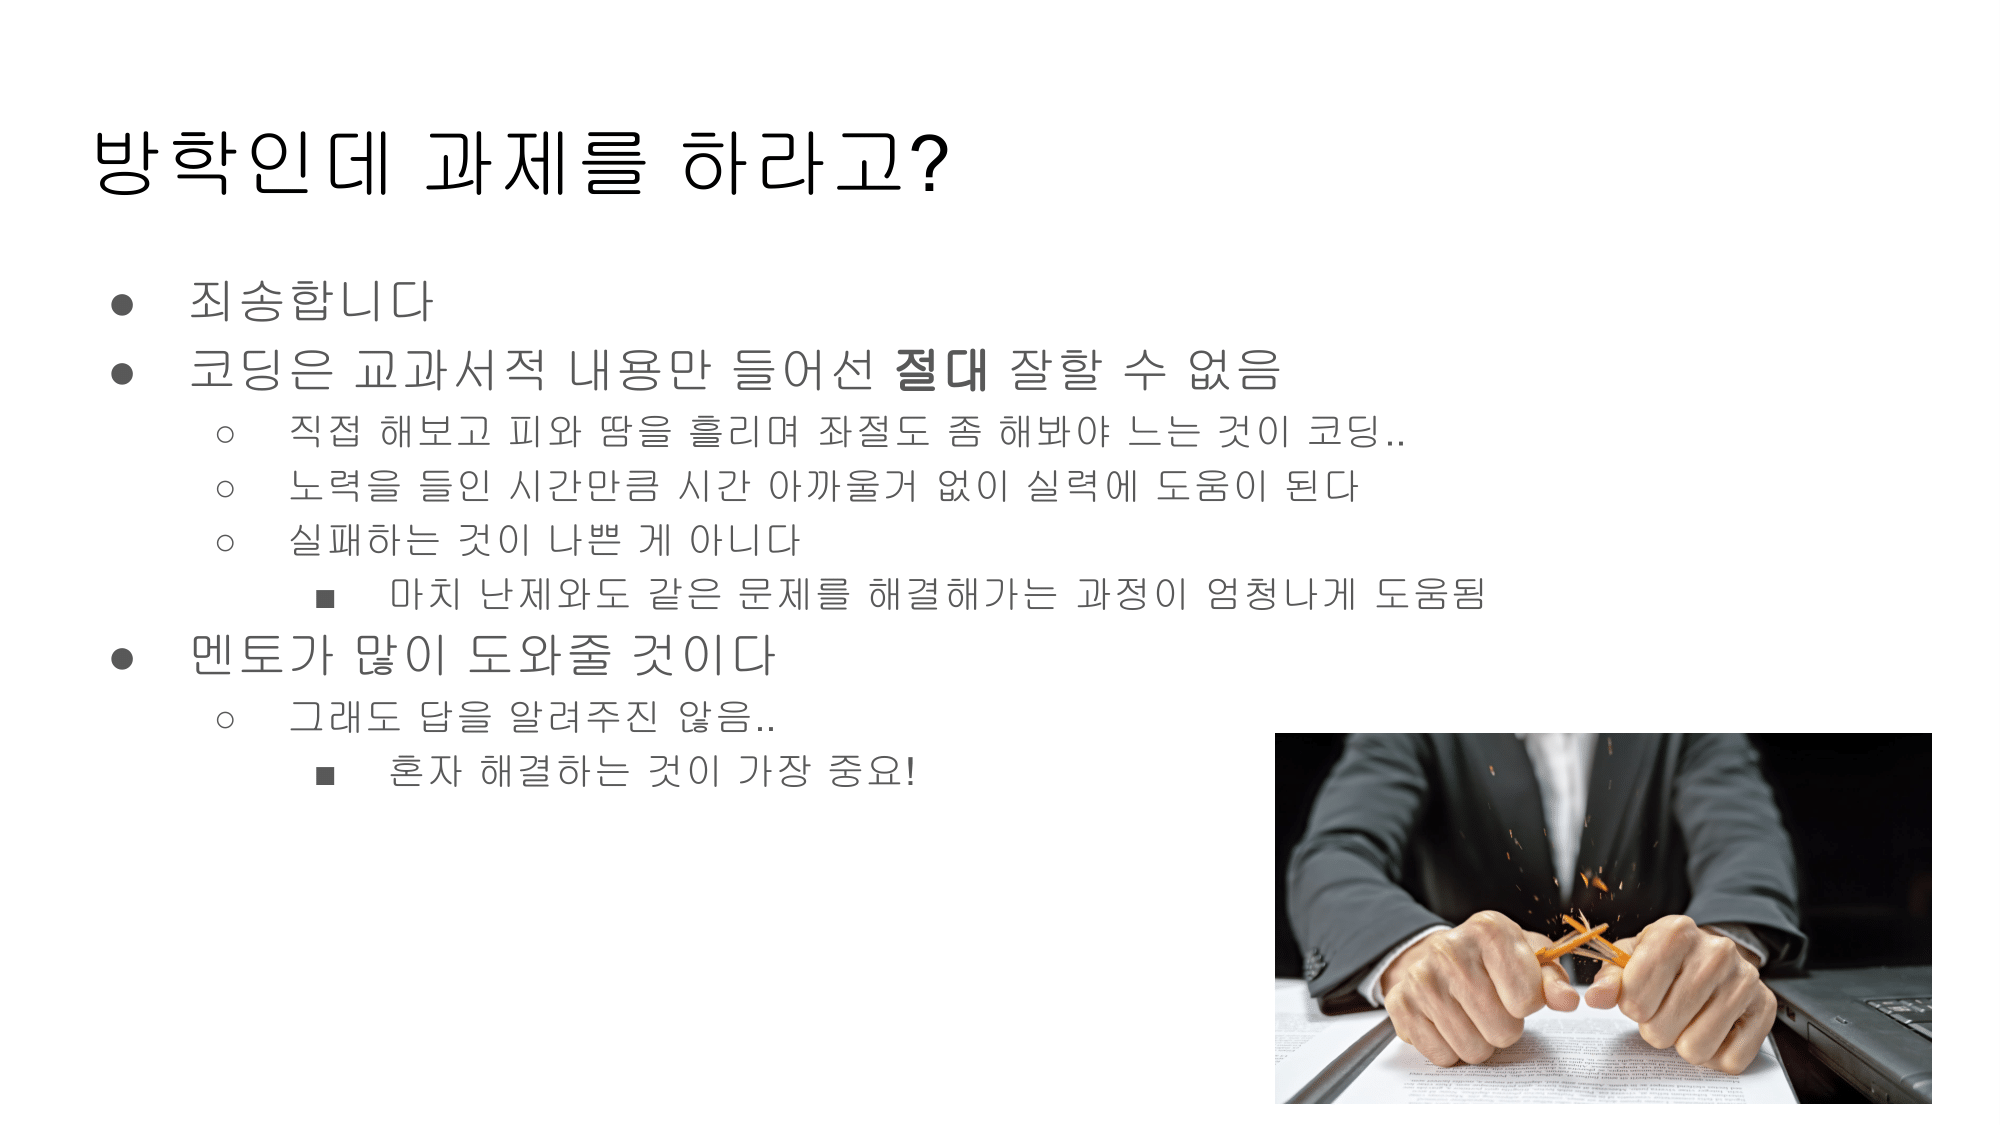 방학인데 과제를 하라고?
● 죄송합니다
● 코딩은 교과서적 내용만 들어선 절대 잘할 수 없음
○ 직접 해보고 피와 땀을 흘리며 좌절도 좀 해봐야 느는 것이 코딩..
○ 노력을 들인 시간만큼 시간 아까울거 없이 실력에 도움이 된다
○ 실패하는 것이 나쁜 게 아니다
■ 마치 난제와도 같은 문제를 해결해가는 과정이 엄청나게 도움됨
● 멘토가 많이 도와줄 것이다
○ 그래도 답을 알려주진 않음..
■ 혼자 해결하는 것이 가장 중요!